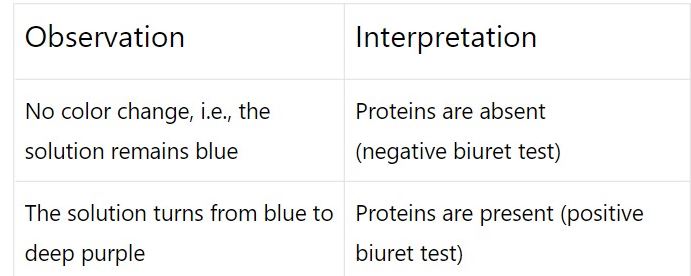 Observation
Interpretation
No color change, i.e., the
solution remains blue
Proteins are absent
(negative biuret test)
The solution turns from blue to
deep purple
Proteins are present (positive
biuret test)